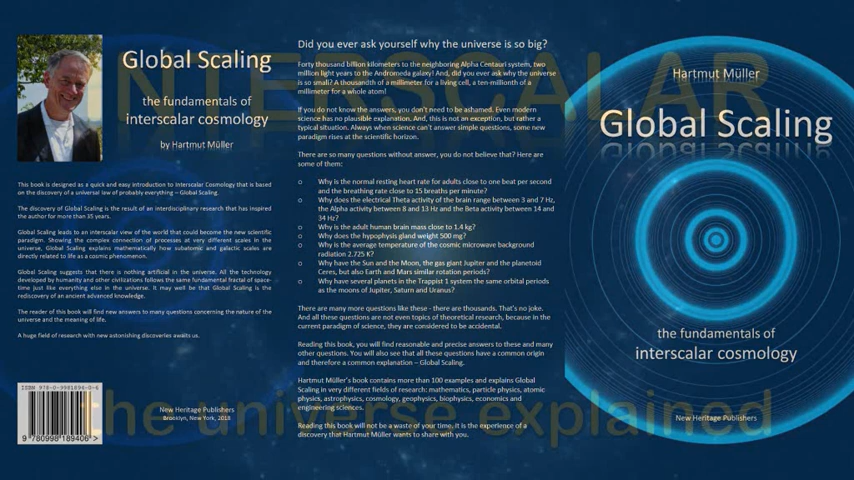 INTERSCALAR
the universe explained
Global Scaling
the fundamentals of
interscalar cosmology
by Hartmut Müller
This book is designed as a quick and easy introduction to Interscalar Cosmology that is based
on the discovery of a universal law of probably everything – Global Scaling.
The discovery of Global Scaling is the result of an interdisciplinary research that has inspired
the author for more than 35 years.
Global Scaling leads to an interscalar view of the world that could become the new scientific
paradigm. Showing the complex connection of processes at very different scales in the
universe, Global Scaling explains mathematically how subatomic and galactic scales are
directly related to life as a cosmic phenomenon.
Global Scaling suggests that there is nothing artificial in the universe. All the technology
developed by humanity and other civilizations follows the same fundamental fractal of space-
time just like everything else in the universe. It may well be that Global Scaling is the
rediscovery of an ancient advanced knowledge.
The reader of this book will find new answers to many questions concerning the nature of the
universe and the meaning of life.
A huge field of research with new astonishing discoveries awaits us.
ISBN 978-0-9981894-0-6
9 780998 189406 >
New Heritage Publishers
Brooklyn, New York, 2018
Did you ever ask yourself why the universe is so big?
Forty thousand billion kilometers to the neighboring Alpha Centauri system, two
million light years to the Andromeda galaxy! And, did you ever ask why the universe
is so small? A thousandth of a millimeter for a living cell, a ten-millionth of a
millimeter for a whole atom!
If you do not know the answers, you don't need to be ashamed. Even modern
science has no plausible explanation. And, this is not an exception, but rather a
typical situation. Always when science can't answer simple questions, some new
paradigm rises at the scientific horizon.
There are so many questions without answer, you do not believe that? Here are
some of them:
o Why is the normal resting heart rate for adults close to one beat per second
and the breathing rate close to 15 breaths per minute?
o Why does the electrical Theta activity of the brain range between 3 and 7 Hz,
the Alpha activity between 8 and 13 Hz and the Beta activity between 14 and
34 Hz?
o Why is the adult human brain mass close to 1.4 kg?
o Why does the hypophysis gland weight 500 mg?
o Why is the average temperature of the cosmic microwave background
radiation 2.725 K?
o Why have the Sun and the Moon, the gas giant Jupiter and the planetoid
Ceres, but also Earth and Mars similar rotation periods?
o Why have several planets in the Trappist 1 system the same orbital periods
as the moons of Jupiter, Saturn and Uranus?
There are many more questions like these - there are thousands. That's no joke.
And all these questions are not even topics of theoretical research, because in the
current paradigm of science, they are considered to be accidental.
Reading this book, you will find reasonable and precise answers to these and many
other questions. You will also see that all these questions have a common origin
and therefore a common explanation – Global Scaling.
Hartmut Müller's book contains more than 100 examples and explains Global
Scaling in very different fields of research: mathematics, particle physics, atomic
physics, astrophysics, cosmology, geophysics, biophysics, economics and
engineering sciences.
Reading this book will not be a waste of your time, it is the experience of a
discovery that Hartmut Müller wants to share with you.
Hartmut Müller
Global Scaling
the fundamentals of
interscalar cosmology
New Heritage Publishers